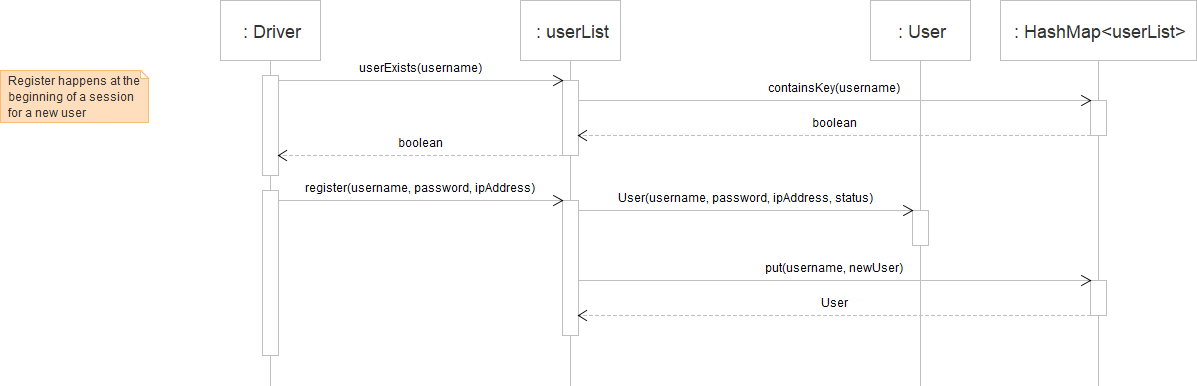 : Driver
: userList
: User
: HashMap<userList>
Register happens at the
beginning of a session
for a new user
userExists(username)
containsKey(username)
boolean
boolean
register(username, password, ipAddress)
User(username, password, ipAddress, status)
put(username, newUser)
User